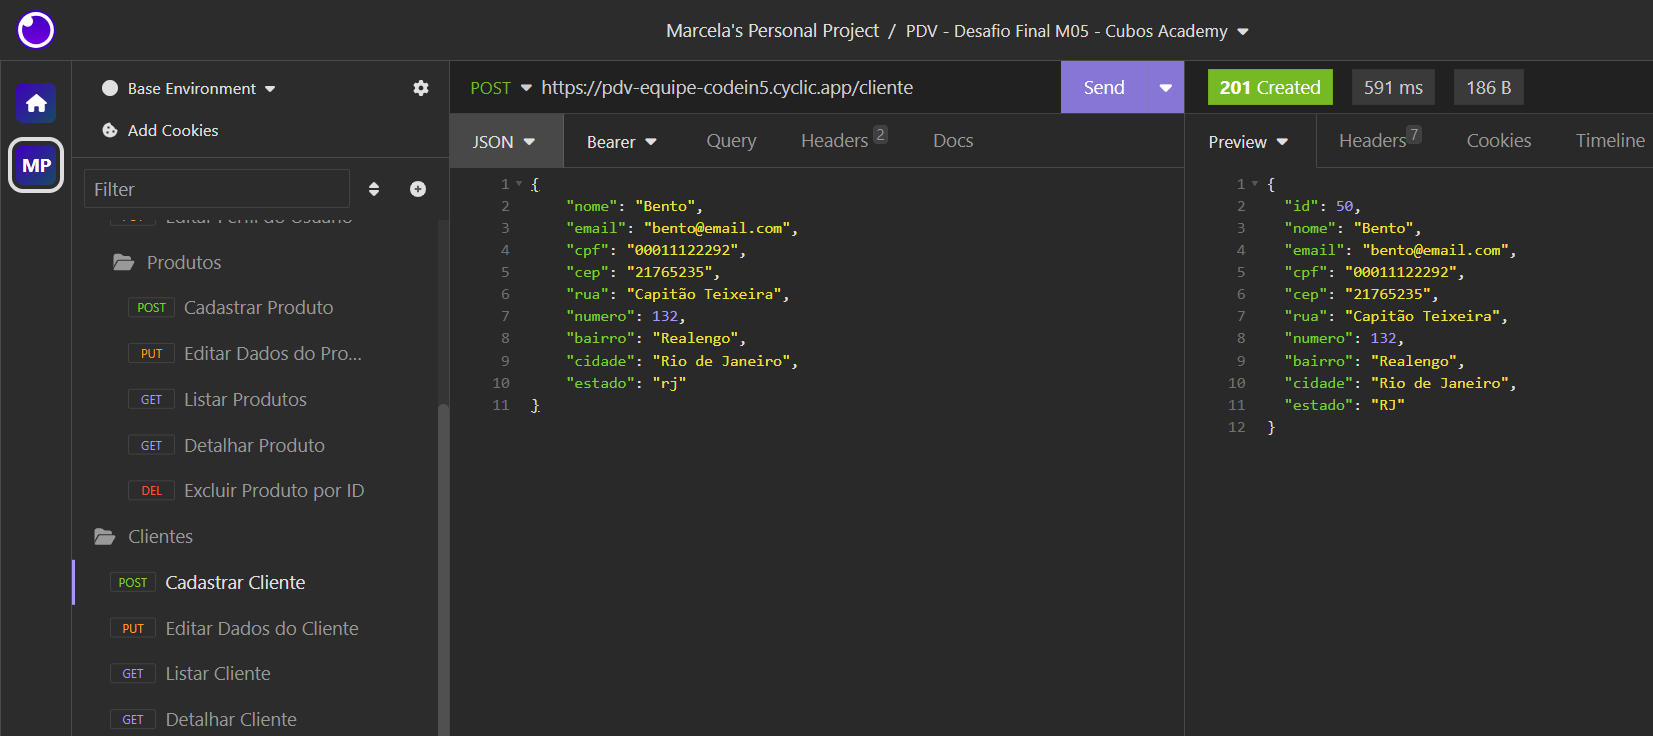 Marcela's Personal Project / PDV - Desafio Final M05 - Cubos Academy
MP
Base Environment
Add Cookies
Filter
Editar Perfil do Usuário
Produtos
POST Cadastrar Produto
PUT Editar Dados do Pro...
GET Listar Produtos
GET Detalhar Produto
DEL Excluir Produto por ID
Clientes
POST Cadastrar Cliente
PUT Editar Dados do Cliente
GET Listar Cliente
GET Detalhar Cliente
POST https://pdv-equipe-codein5.cyclic.app/cliente Send
JSON Bearer Query Headers 2 Docs
1 {
2 "nome": "Bento",
3 "email": "bento@email.com",
4 "cpf": "00011122292",
5 "cep": "21765235",
6 "rua": "Capitão Teixeira",
7 "numero": 132,
8 "bairro": "Realengo",
9 "cidade": "Rio de Janeiro",
10 "estado": "rj"
11 }
201 Created 591 ms 186 B
Preview Headers 7 Cookies Timeline
1 {
2 "id": 50,
3 "nome": "Bento",
4 "email": "bento@email.com",
5 "cpf": "00011122292",
6 "cep": "21765235",
7 "rua": "Capitão Teixeira",
8 "numero": 132,
9 "bairro": "Realengo",
10 "cidade": "Rio de Janeiro",
11 "estado": "RJ"
12 }